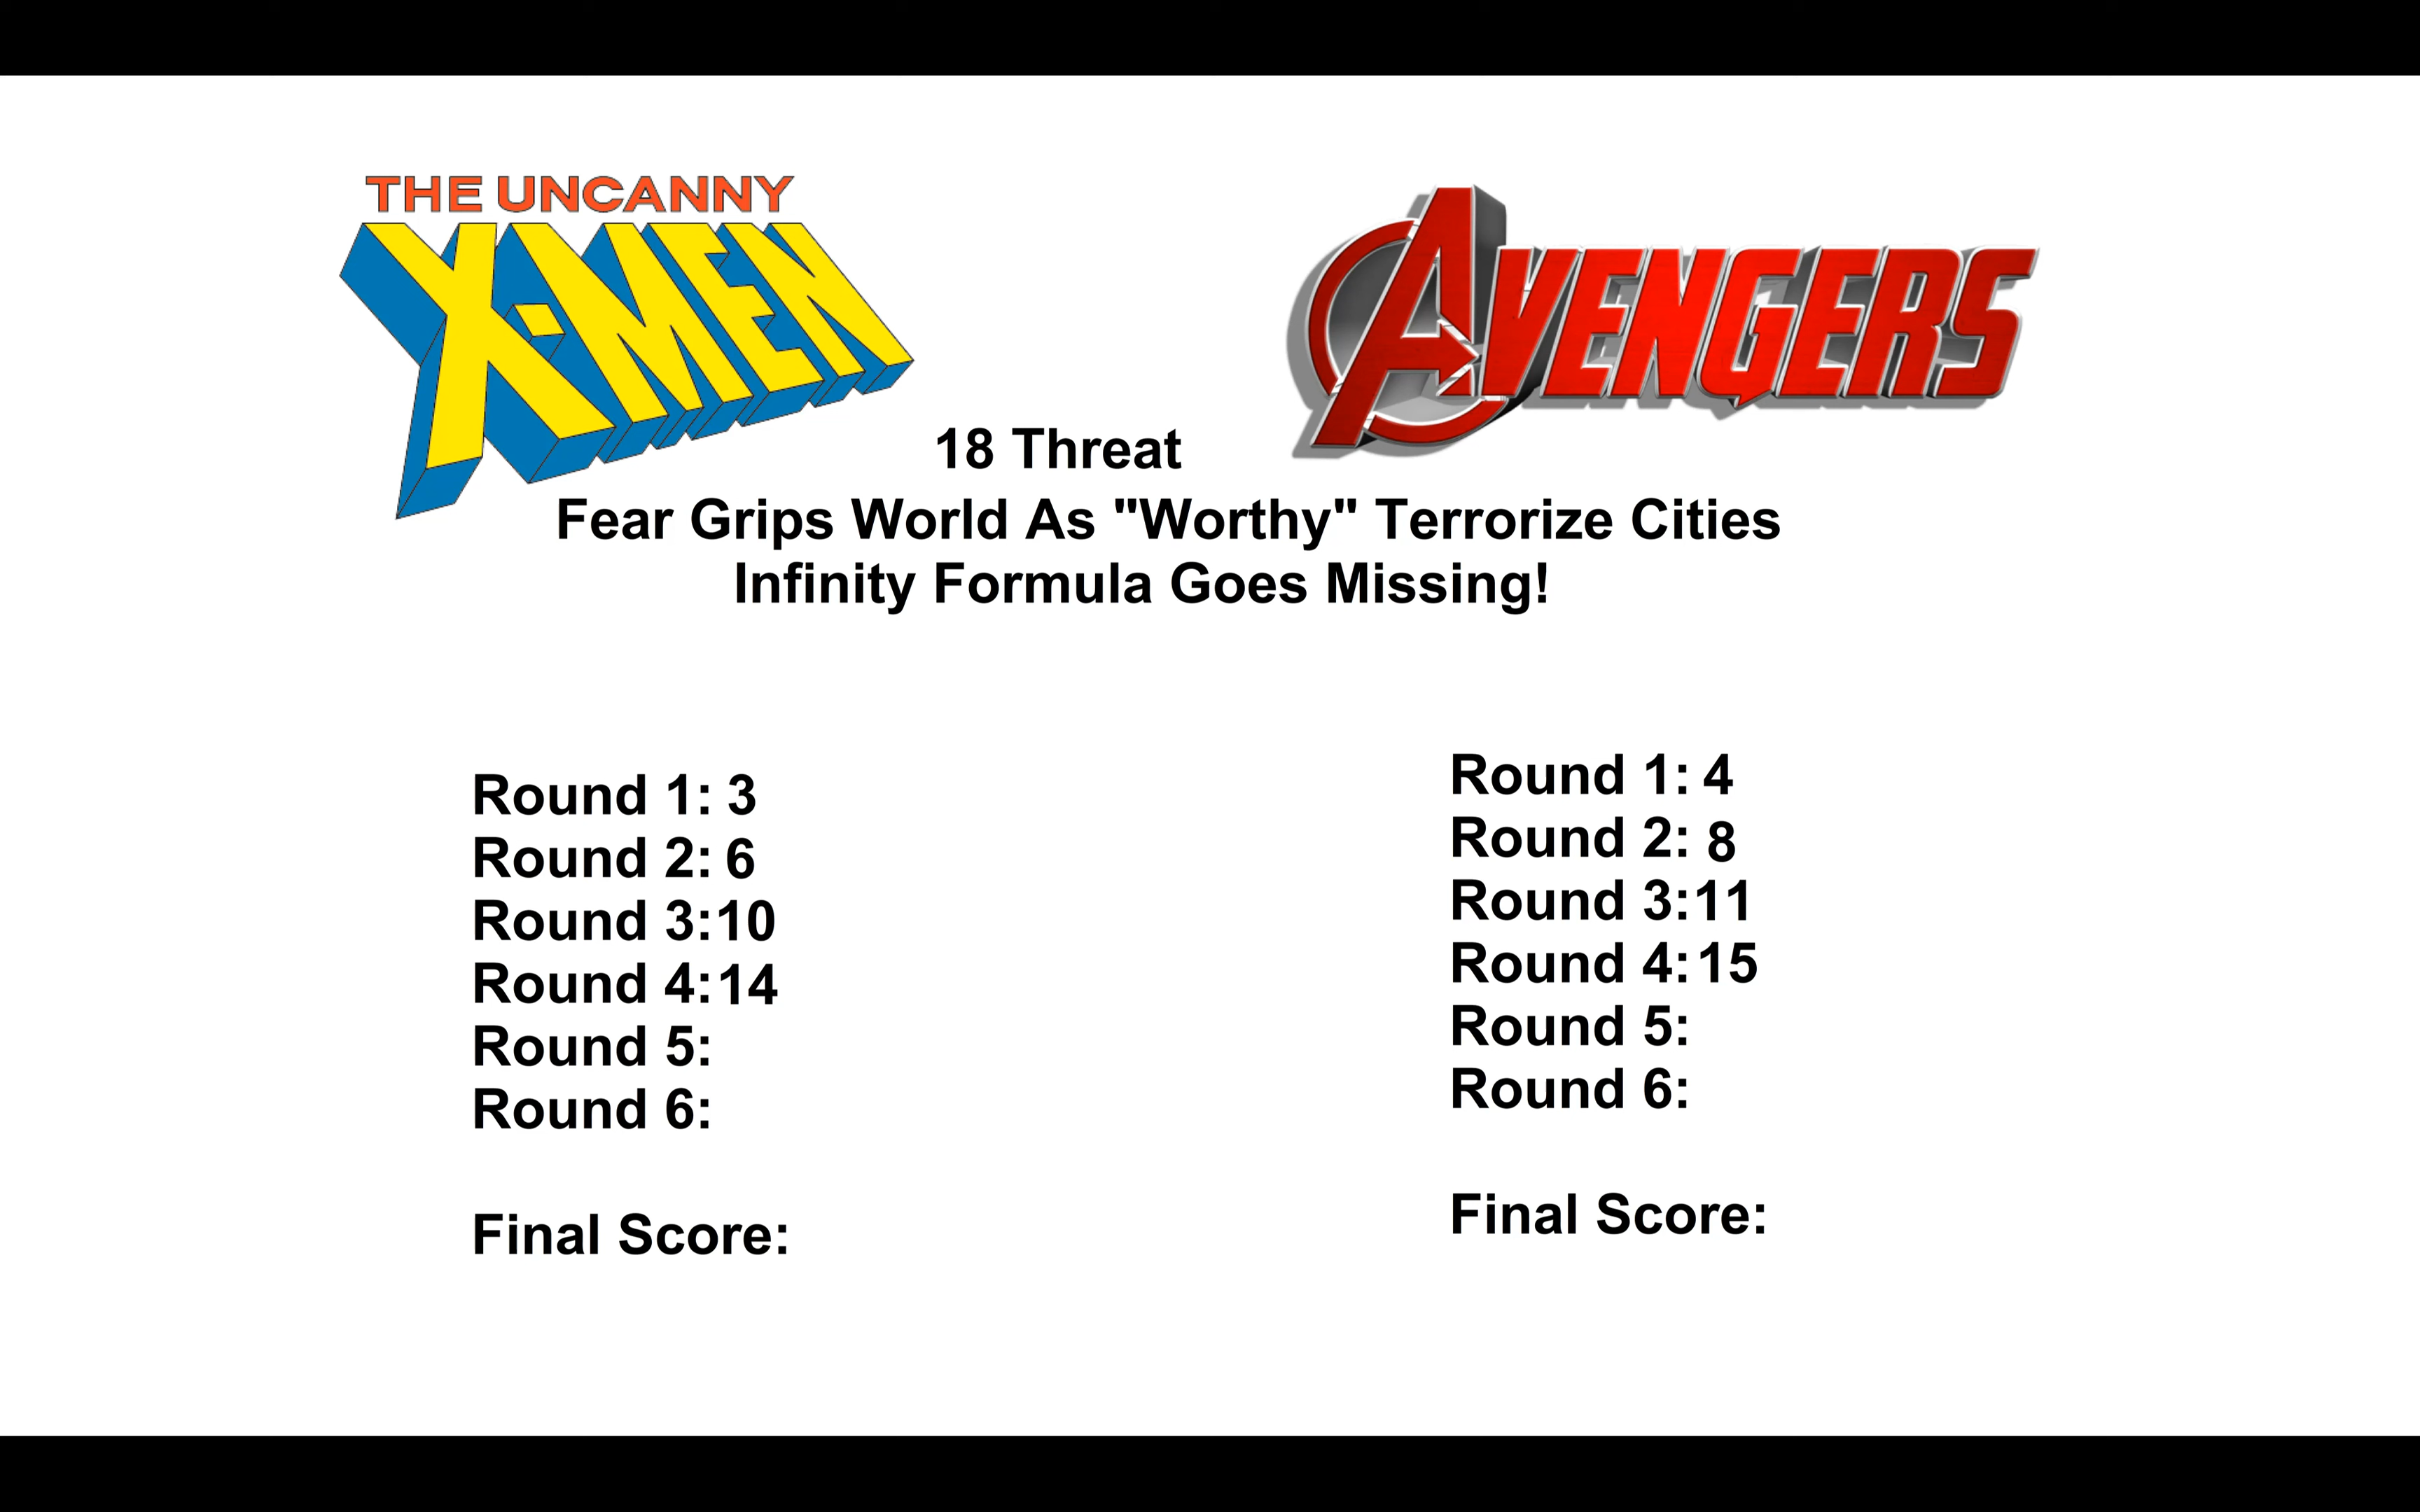 THE UNCANNY
X-MEN
AVENGERS
18 Threat
Fear Grips World As "Worthy" Terrorize Cities
Infinity Formula Goes Missing!
Round 1: 3
Round 2: 6
Round 3:10
Round 4:14
Round 5:
Round 6:
Final Score:
Round 1: 4
Round 2: 8
Round 3:11
Round 4:15
Round 5:
Round 6:
Final Score: